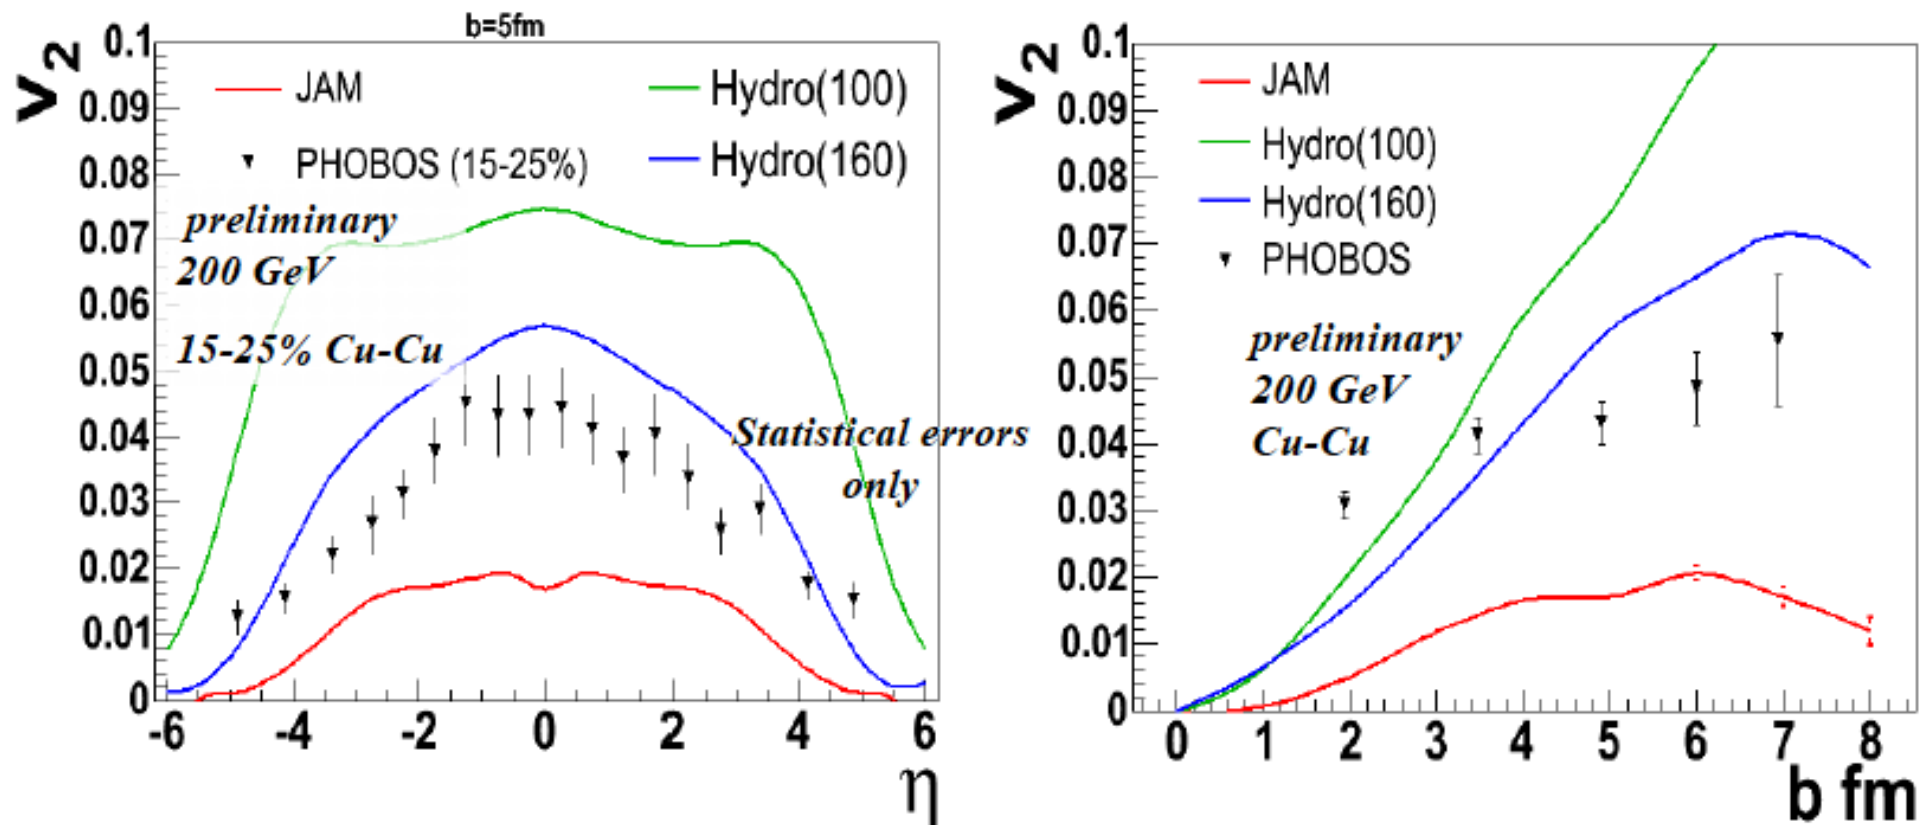 b=5fm
v2
0.1
0.09
0.08
0.07
0.06
0.05
0.04
0.03
0.02
0.01
0
JAM
PHOBOS (15-25%)
Hydro(100)
Hydro(160)
preliminary
200 GeV
15-25% Cu-Cu
Statistical errors
only
-6 -4 -2 0 2 4 6
η
v2
0.1
0.09
0.08
0.07
0.06
0.05
0.04
0.03
0.02
0.01
0
JAM
Hydro(100)
Hydro(160)
PHOBOS
preliminary
200 GeV
Cu-Cu
0 1 2 3 4 5 6 7 8
b fm